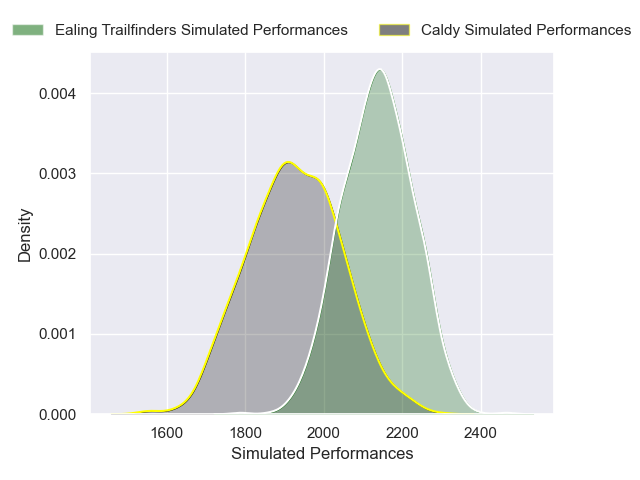 Ealing Trailfinders Simulated Performances
Caldy Simulated Performances
0.004
0.003
0.002
0.001
0.000
Density
1600 1800 2000 2200 2400
Simulated Performances